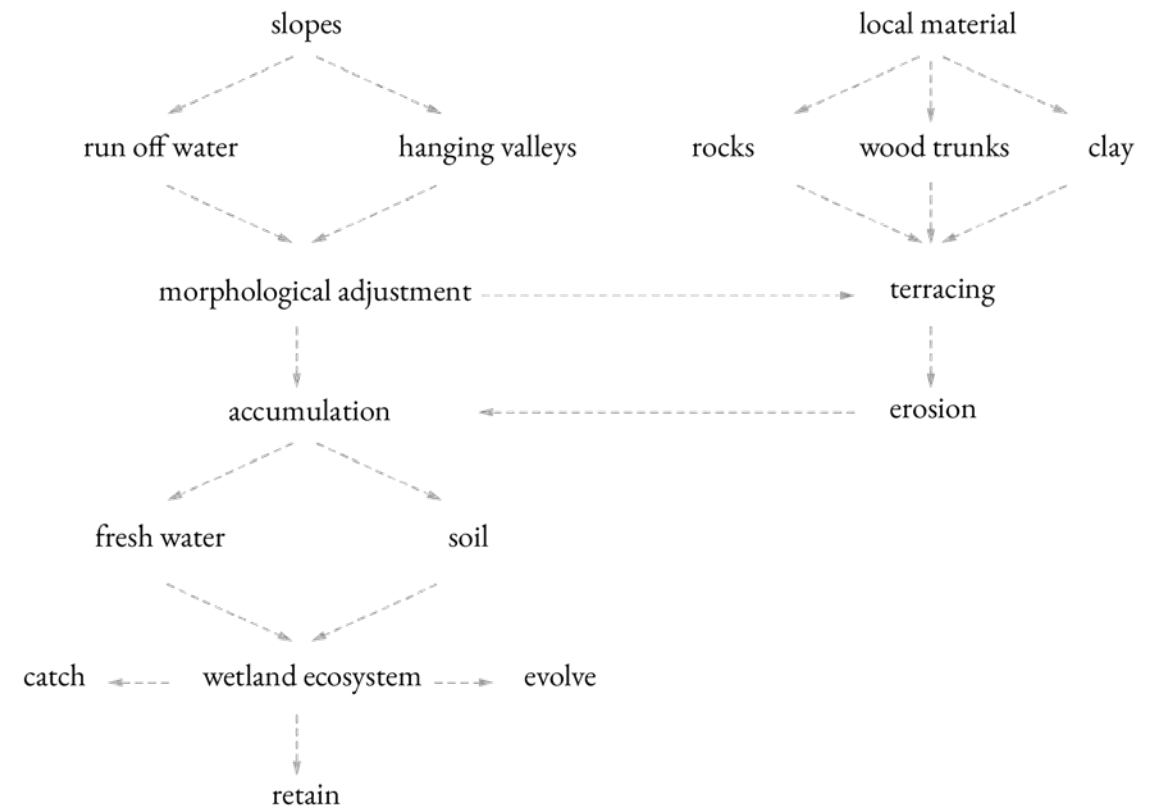 slopes
local material
run off water
hanging valleys
rocks
wood trunks
clay
morphological adjustment
terracing
accumulation
erosion
fresh water
soil
catch
wetland ecosystem
evolve
retain